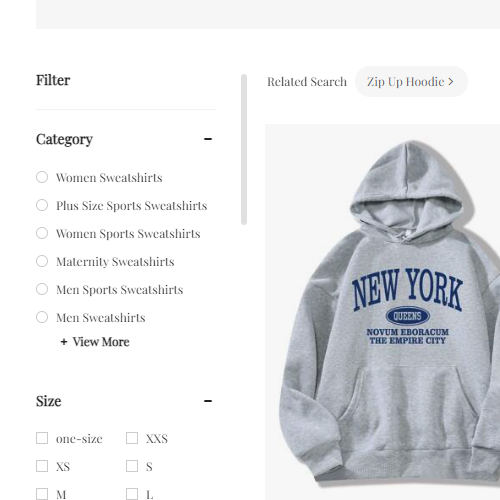 Filter
Related Search
Zip Up Hoodie >
Category
Women Sweatshirts
Plus Size Sports Sweatshirts
Women Sports Sweatshirts
Maternity Sweatshirts
Men Sports Sweatshirts
Men Sweatshirts
+ View More
Size
one-size
XXS
XS
S
M
L
NEW YORK
QUEENS
NOVUM EBORACUM
THE EMPIRE CITY